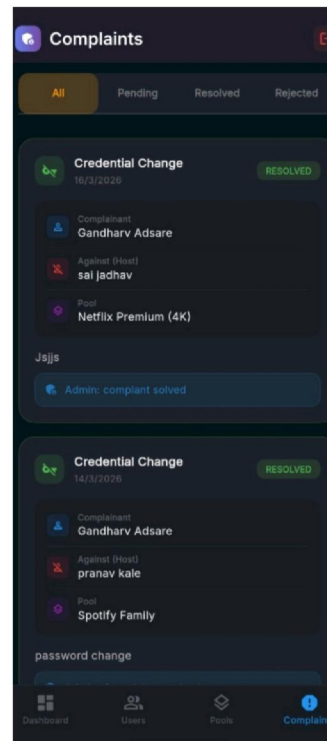 Complaints
All Pending Resolved Rejected
Credential Change
16/3/2026
RESOLVED
Complainant
Gandharv Adsare
Against (Host)
sai jadhav
Pool
Netflix Premium (4K)
Jsjjs
Admin: complant solved
Credential Change
14/3/2026
RESOLVED
Complainant
Gandharv Adsare
Against (Host)
pranav kale
Pool
Spotify Family
password change
Dashboard Users Pools Complain